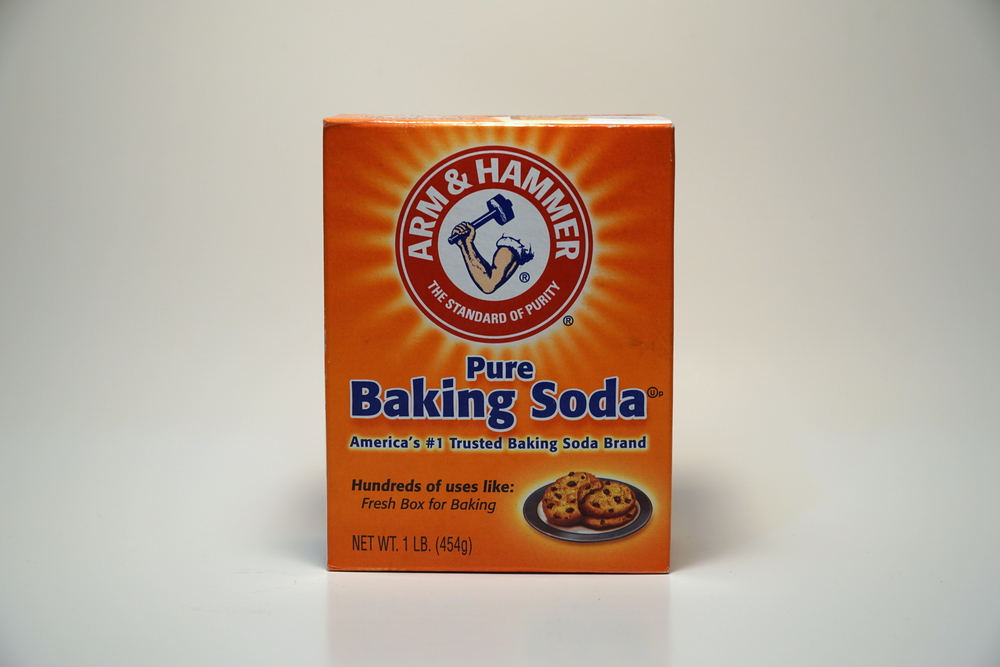 ARM & HAMMER
®
THE STANDARD OF PURITY
®
Pure
Baking Soda
UP
America's #1 Trusted Baking Soda Brand
Hundreds of uses like:
Fresh Box for Baking
NET WT. 1 LB. (454g)